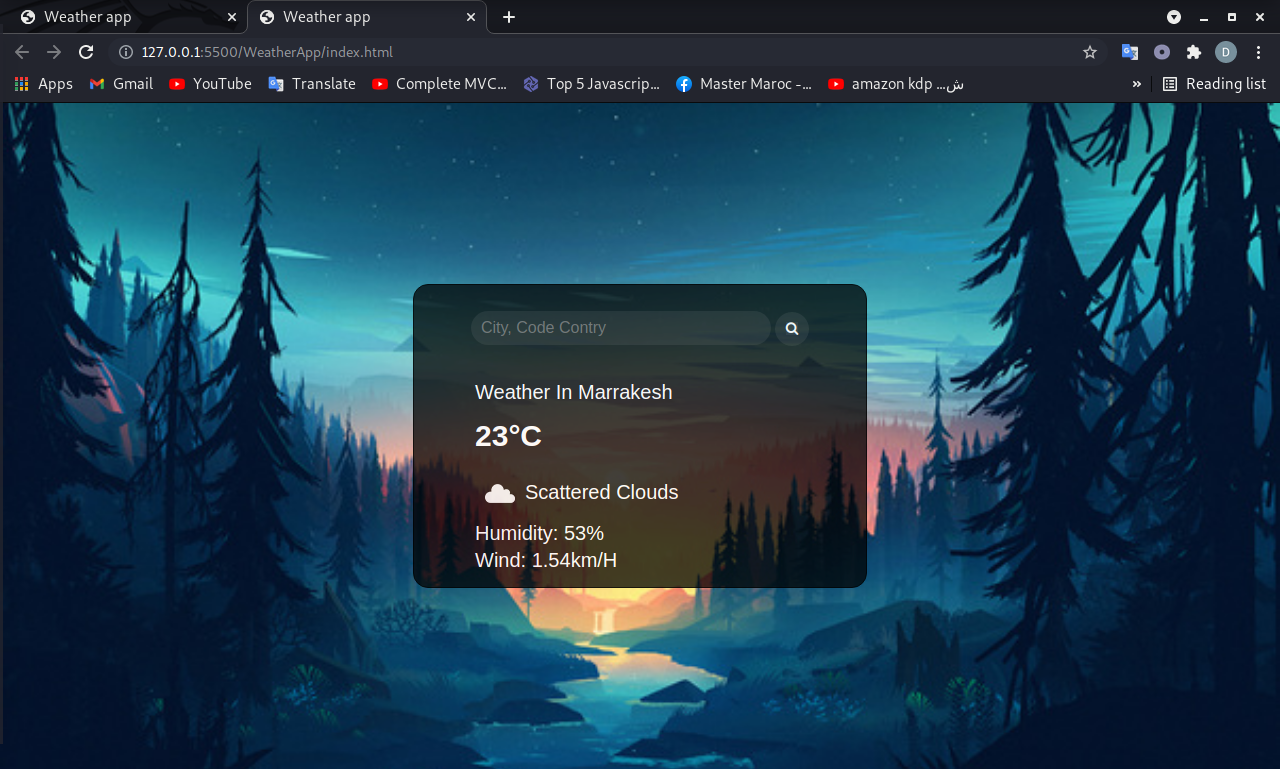 Weather app
Weather app
127.0.0.1:5500/WeatherApp/index.html
D
Apps Gmail YouTube Translate Complete MVC... Top 5 Javascrip... Master Maroc -... amazon kdp ...ش » Reading list
City, Code Contry
Weather In Marrakesh
23°C
Scattered Clouds
Humidity: 53%
Wind: 1.54km/H